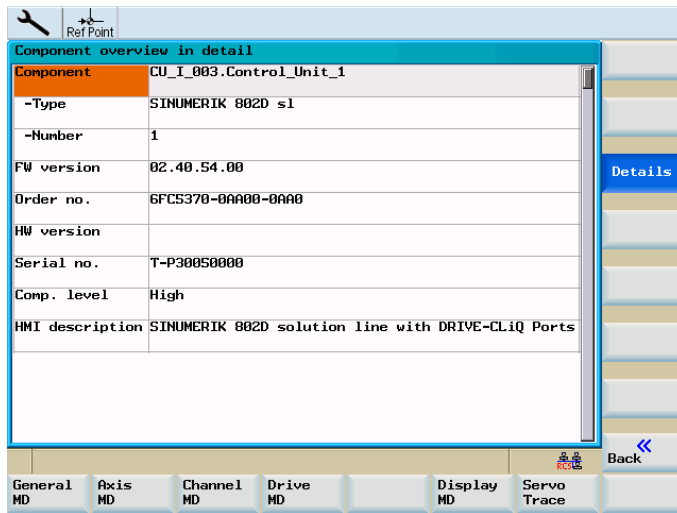 Ref Point
Component overview in detail
Component CU_I_003.Control_Unit_1
-Type SINUMERIK 802D sl
-Number 1
FW version 02.40.54.00
Details
Order no. 6FC5370-0AA00-0AA0
HW version
Serial no. T-P30050000
Comp. level High
HMI description SINUMERIK 802D solution line with DRIVE-CLiQ Ports
RCS
Back
General MD Axis MD Channel MD Drive MD Display MD Servo Trace